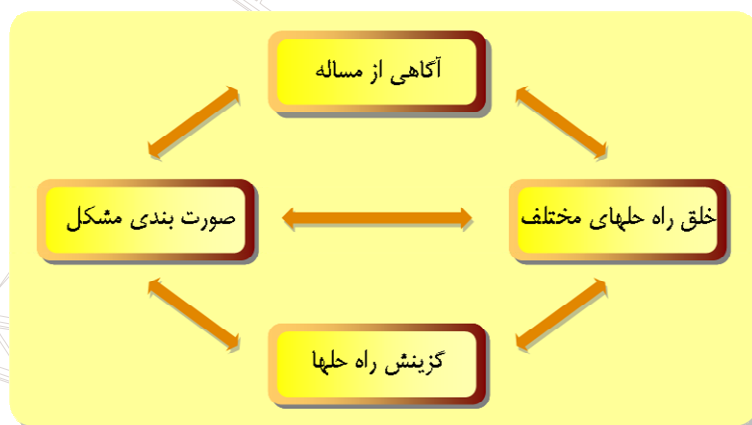 آگاهی از مساله
خلق راه حلهای مختلف
صورت بندی مشکل
گزینش راه حلها